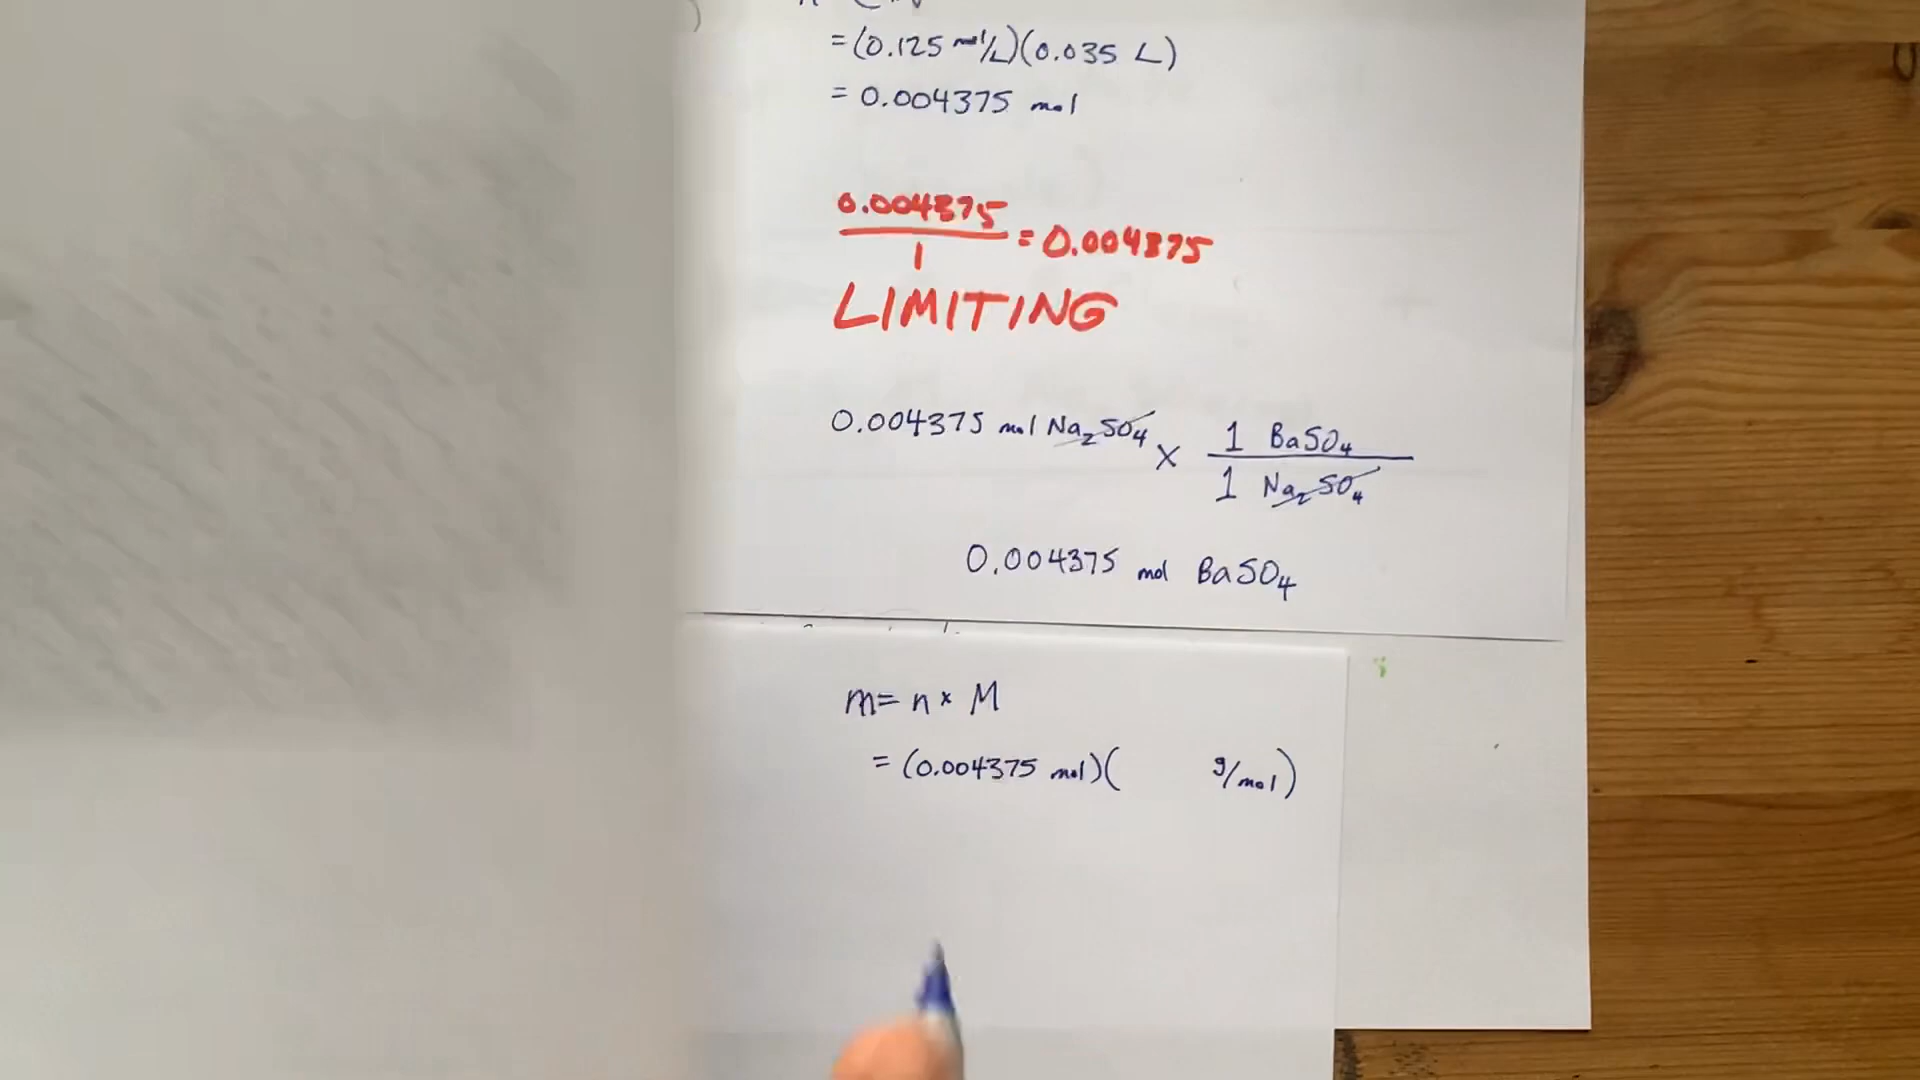 = (0.125 mol/L)(0.035 L)
= 0.004375 mol
0.004375
1
= 0.004375
LIMITING
0.004375 mol Na₂SO₄ × 1 BaSO₄
1 Na₂SO₄
0.004375 mol BaSO₄
m = n × M
= (0.004375 mol)( g/mol)